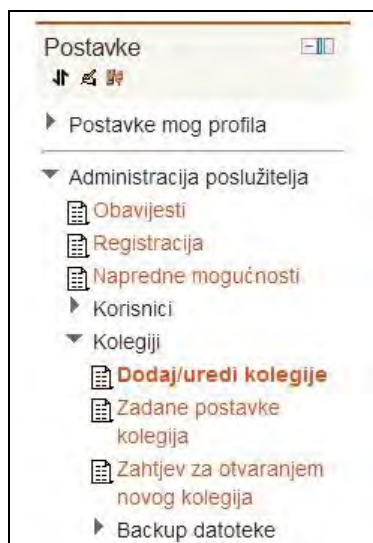 Postavke
Postavke mog profila
Administracija poslužitelja
Obavijesti
Registracija
Napredne mogućnosti
Korisnici
Kolegiji
Dodaj/uredi kolegije
Zadane postavke
kolegija
Zahtjev za otvaranjem
novog kolegija
Backup datoteke